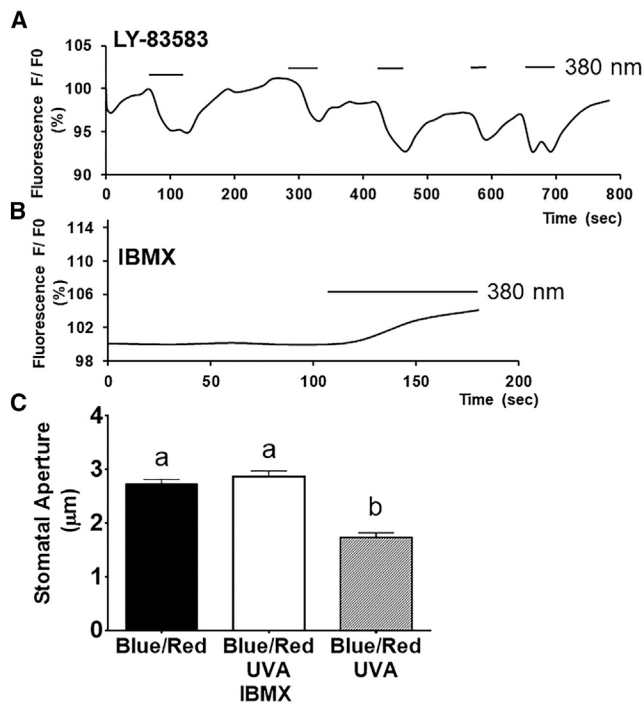 A
LY-83583
Fluorescence F/ F0
(%)
105
100
95
90
380 nm
0 100 200 300 400 500 600 700 800
Time (sec)
B
IBMX
Fluorescence F/ F0
(%)
114
110
106
102
98
380 nm
0 50 100 150 200
Time (sec)
C
Stomatal Aperture
(μm)
4
3
2
1
0
a a b
Blue/Red Blue/Red Blue/Red
UVA UVA
IBMX